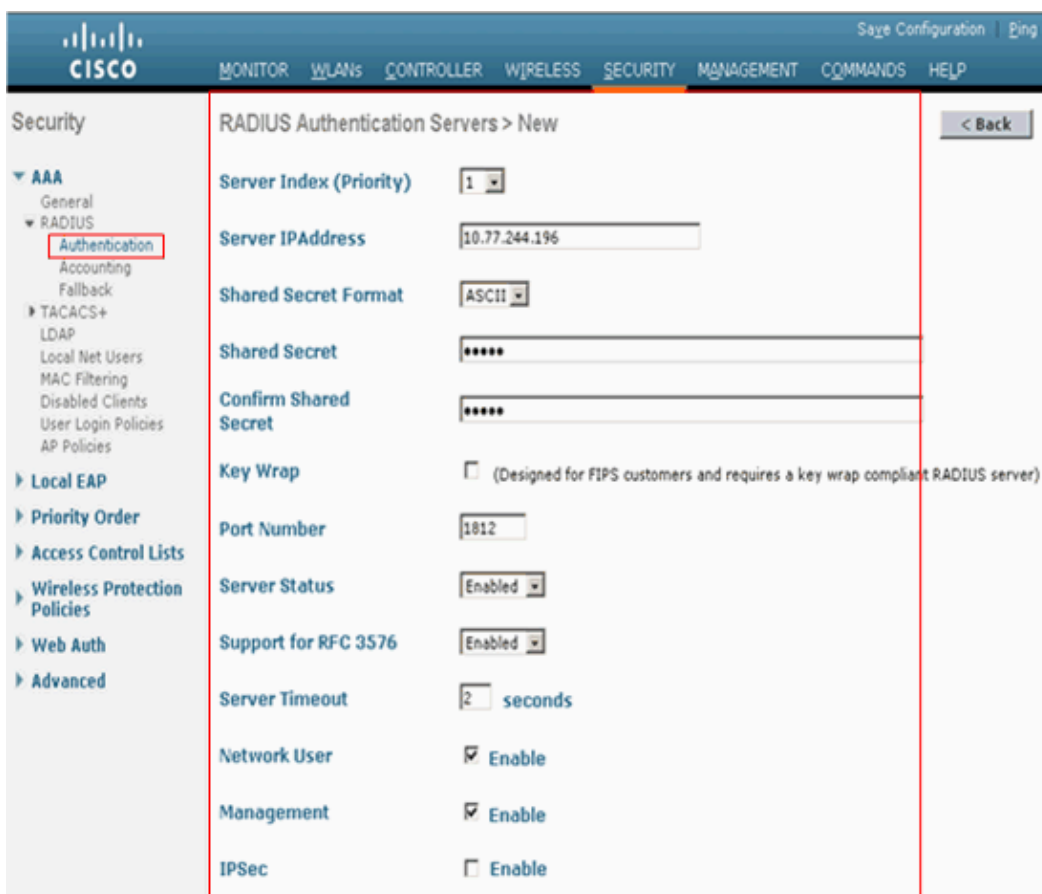 Save Configuration | Ping
CISCO
MONITOR WLANs CONTROLLER WIRELESS SECURITY MANAGEMENT COMMANDS HELP
Security
AAA
General
RADIUS
Authentication
Accounting
Fallback
TACACS+
LDAP
Local Net Users
MAC Filtering
Disabled Clients
User Login Policies
AP Policies
Local EAP
Priority Order
Access Control Lists
Wireless Protection
Policies
Web Auth
Advanced
RADIUS Authentication Servers > New
< Back
Server Index (Priority) 1
Server IPAddress 10.77.244.196
Shared Secret Format ASCII
Shared Secret •••••
Confirm Shared
Secret •••••
Key Wrap (Designed for FIPS customers and requires a key wrap compliant RADIUS server)
Port Number 1812
Server Status Enabled
Support for RFC 3576 Enabled
Server Timeout 2 seconds
Network User Enable
Management Enable
IPSec Enable